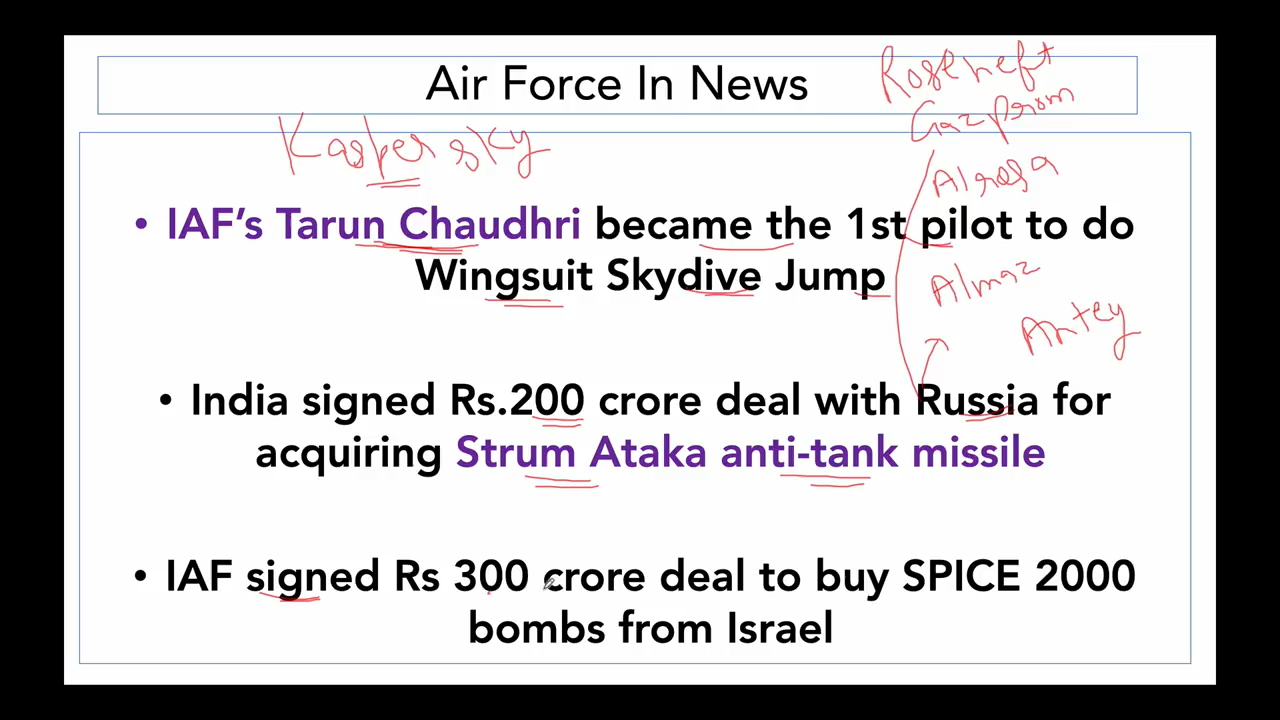 Air Force In News
Roseneft
Gazprom
Kaspersky
Alrosa
• IAF's Tarun Chaudhri became the 1st pilot to do
Wingsuit Skydive Jump
Almaz
Antey
• India signed Rs.200 crore deal with Russia for
acquiring Strum Ataka anti-tank missile
• IAF signed Rs 300 crore deal to buy SPICE 2000
bombs from Israel